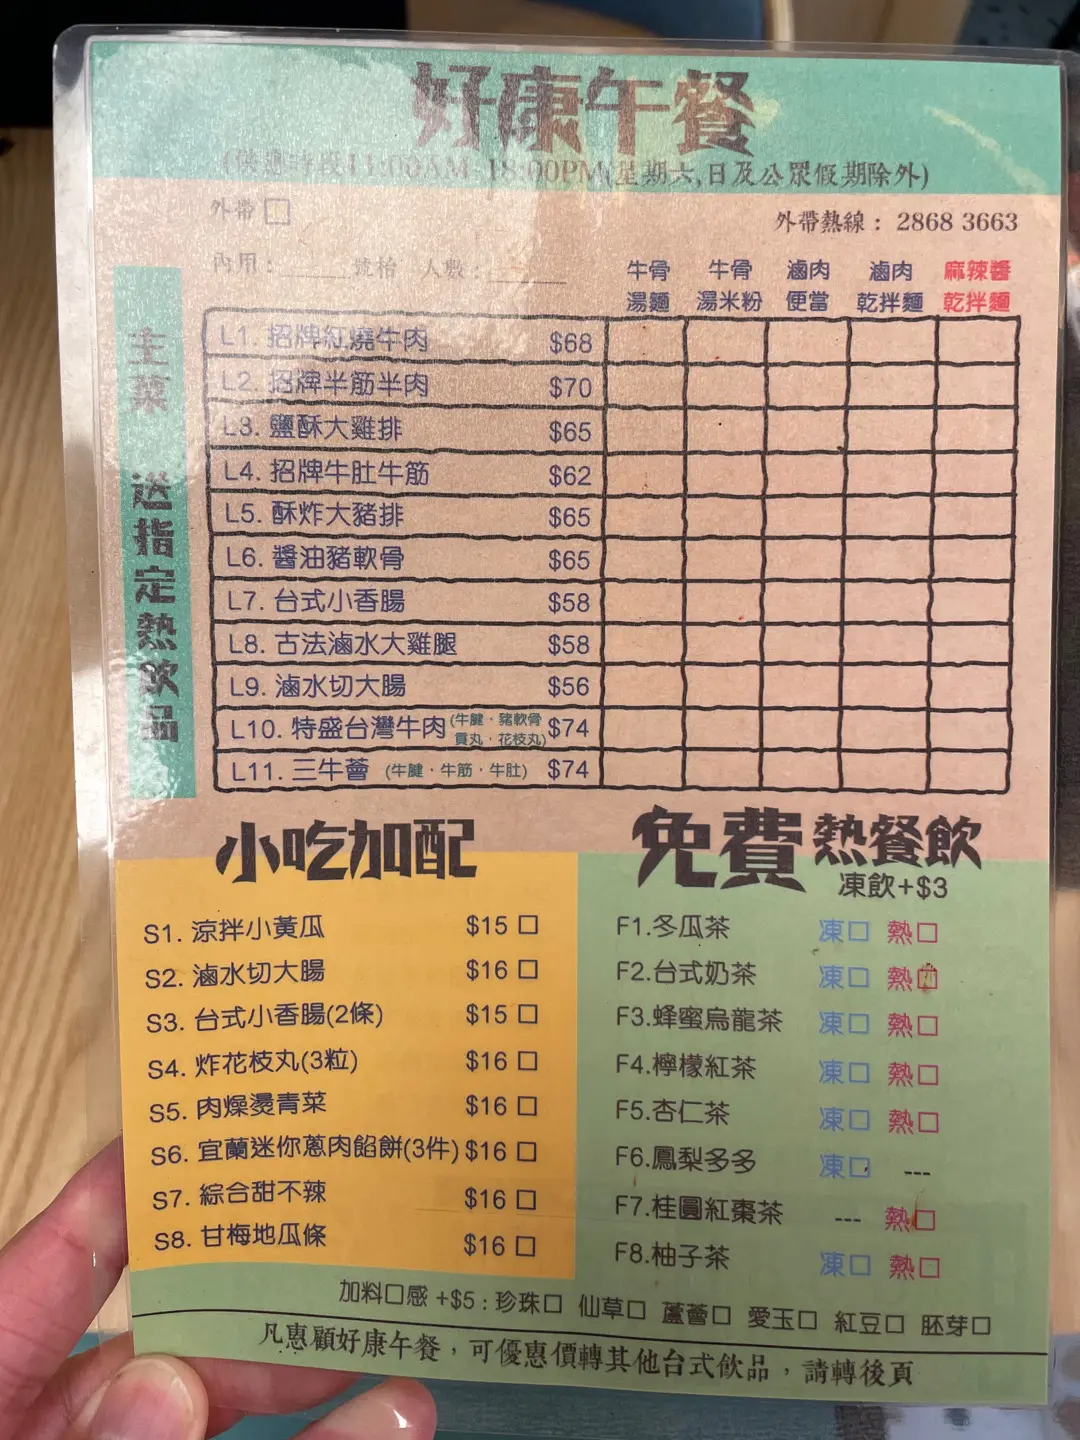 好康午餐
(供應時段11:00AM-18:00PM(星期六,日及公眾假期除外)
外帶 □
外帶熱線： 2868 3663
內用：____號枱 人數：____
牛骨湯麵 牛骨湯米粉 滷肉便當 滷肉乾拌麵 麻辣醬乾拌麵
主菜 送指定熱飲品
L1. 招牌紅燒牛肉 $68
L2. 招牌半筋半肉 $70
L3. 鹽酥大雞排 $65
L4. 招牌牛肚牛筋 $62
L5. 酥炸大豬排 $65
L6. 醬油豬軟骨 $65
L7. 台式小香腸 $58
L8. 古法滷水大雞腿 $58
L9. 滷水切大腸 $56
L10. 特盛台灣牛肉(牛腱．豬軟骨 貢丸．花枝丸) $74
L11. 三牛薈 (牛腱．牛筋．牛肚) $74
小吃加配
S1. 涼拌小黃瓜 $15 □
S2. 滷水切大腸 $16 □
S3. 台式小香腸(2條) $15 □
S4. 炸花枝丸(3粒) $16 □
S5. 肉燥燙青菜 $16 □
S6. 宜蘭迷你蔥肉餡餅(3件) $16 □
S7. 綜合甜不辣 $16 □
S8. 甘梅地瓜條 $16 □
免費熱餐飲
凍飲+$3
F1.冬瓜茶 凍□ 熱□
F2.台式奶茶 凍□ 熱□
F3.蜂蜜烏龍茶 凍□ 熱□
F4.檸檬紅茶 凍□ 熱□
F5.杏仁茶 凍□ 熱□
F6.鳳梨多多 凍□ ---
F7.桂圓紅棗茶 --- 熱□
F8.柚子茶 凍□ 熱□
加料口感 +$5 : 珍珠□ 仙草□ 蘆薈□ 愛玉□ 紅豆□ 胚芽□
凡惠顧好康午餐，可優惠價轉其他台式飲品，請轉後頁